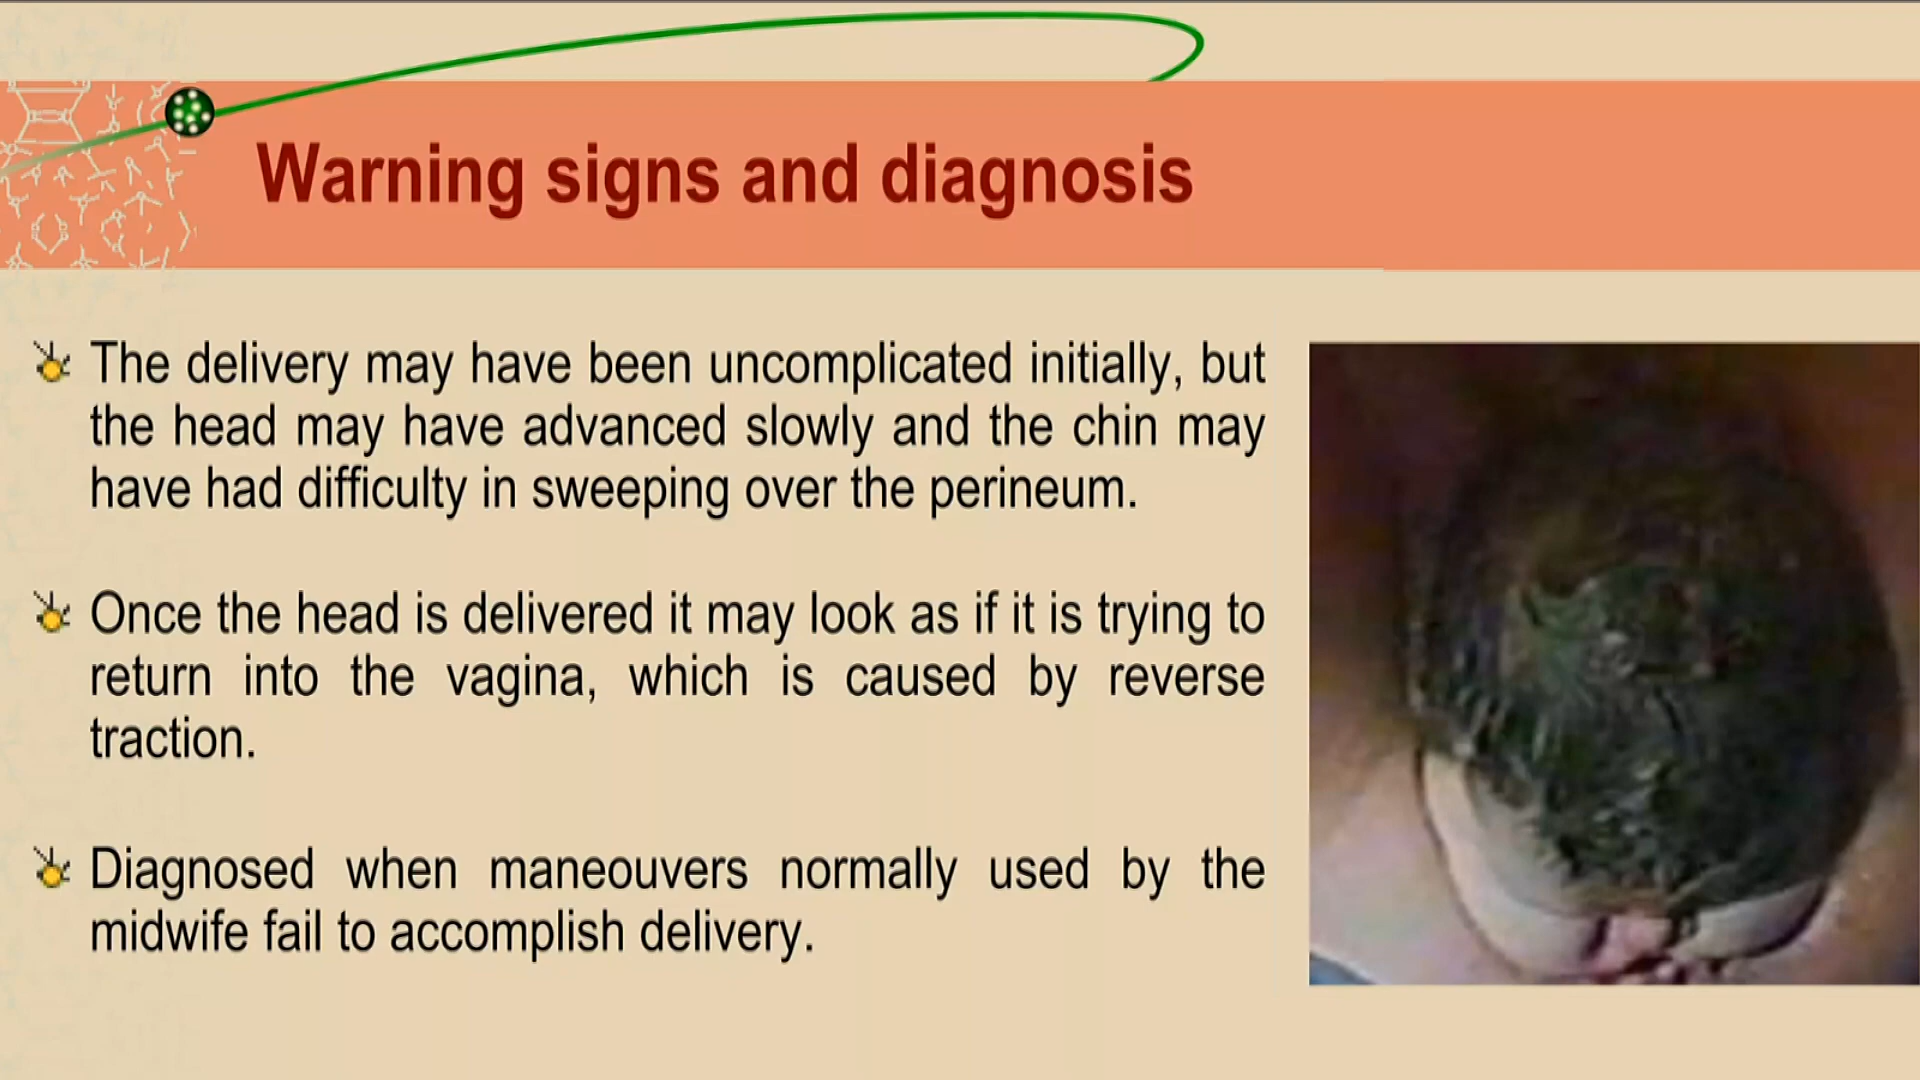 Warning signs and diagnosis
The delivery may have been uncomplicated initially, but
the head may have advanced slowly and the chin may
have had difficulty in sweeping over the perineum.
Once the head is delivered it may look as if it is trying to
return into the vagina, which is caused by reverse
traction.
Diagnosed when maneouvers normally used by the
midwife fail to accomplish delivery.